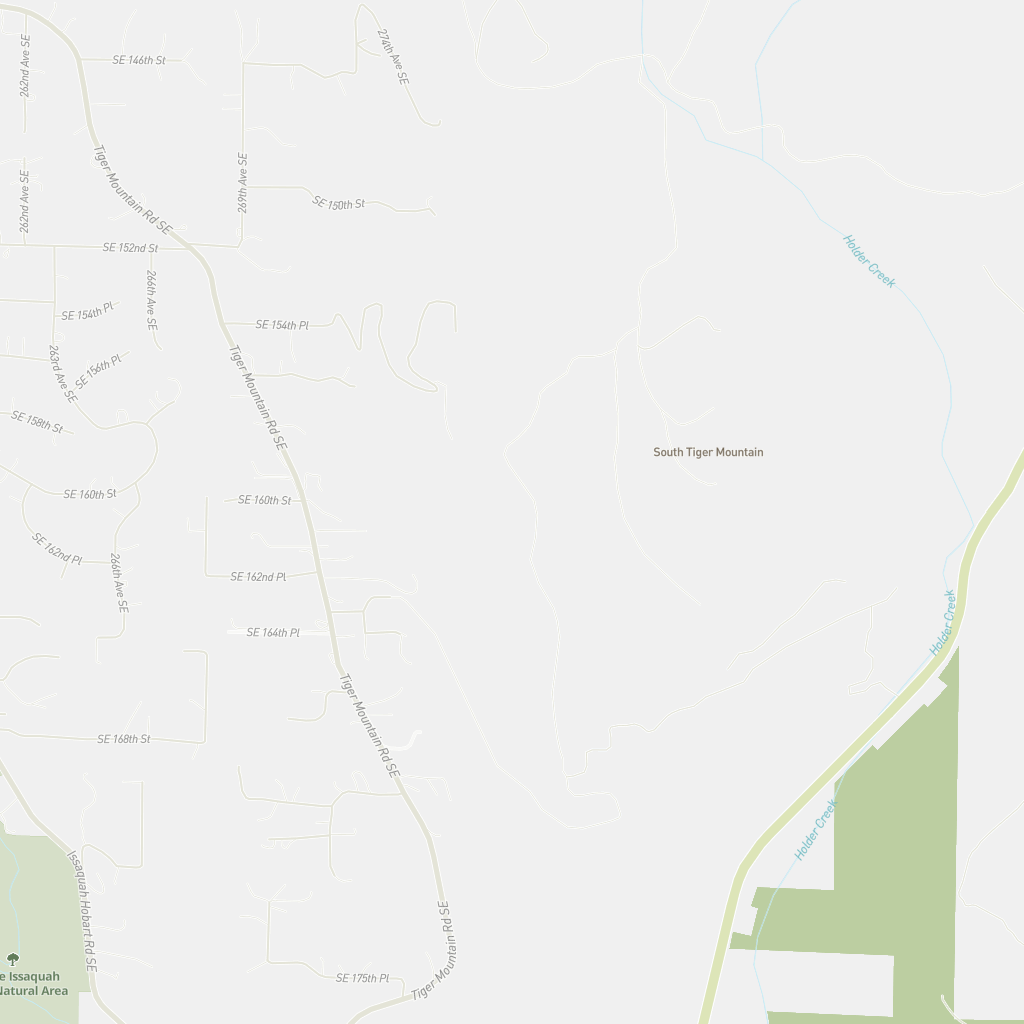 262nd Ave SE
SE 146th St
274th Ave SE
Tiger Mountain Rd SE
269th Ave SE
262nd Ave SE
SE 150th St
SE 152nd St
Holder Creek
266th Ave SE
SE 154th Pl
SE 154th Pl
263rd Ave SE
SE 156th Pl
Tiger Mountain Rd SE
SE 158th St
South Tiger Mountain
SE 160th St
SE 160th St
SE 162nd Pl
266th Ave SE
SE 162nd Pl
Holder Creek
SE 164th Pl
Tiger Mountain Rd SE
SE 168th St
Holder Creek
Issaquah Hobart Rd SE
Tiger Mountain Rd SE
e Issaquah
Natural Area
SE 175th Pl